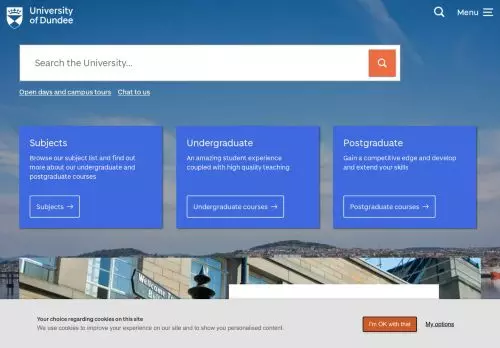 University
of Dundee
Menu
Search the University...
Open days and campus tours
Chat to us
Subjects
Browse our subject list and find out
more about our undergraduate and
postgraduate courses
Subjects →
Undergraduate
An amazing student experience
coupled with high quality teaching
Undergraduate courses →
Postgraduate
Gain a competitive edge and develop
and extend your skills
Postgraduate courses →
Welcome
Your choice regarding cookies on this site
We use cookies to improve your experience on our site and to show you personalised content.
I'm OK with that
My options